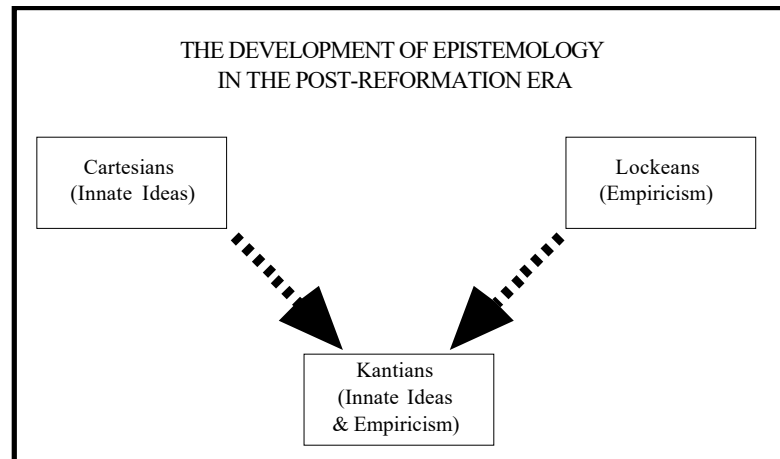 THE DEVELOPMENT OF EPISTEMOLOGY
IN THE POST-REFORMATION ERA
Cartesians
(Innate Ideas)
Lockeans
(Empiricism)
Kantians
(Innate Ideas
& Empiricism)